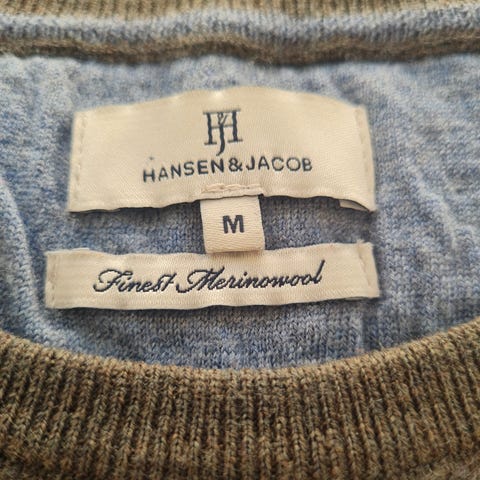 HJ
HANSEN & JACOB
M
Finest Merinowool